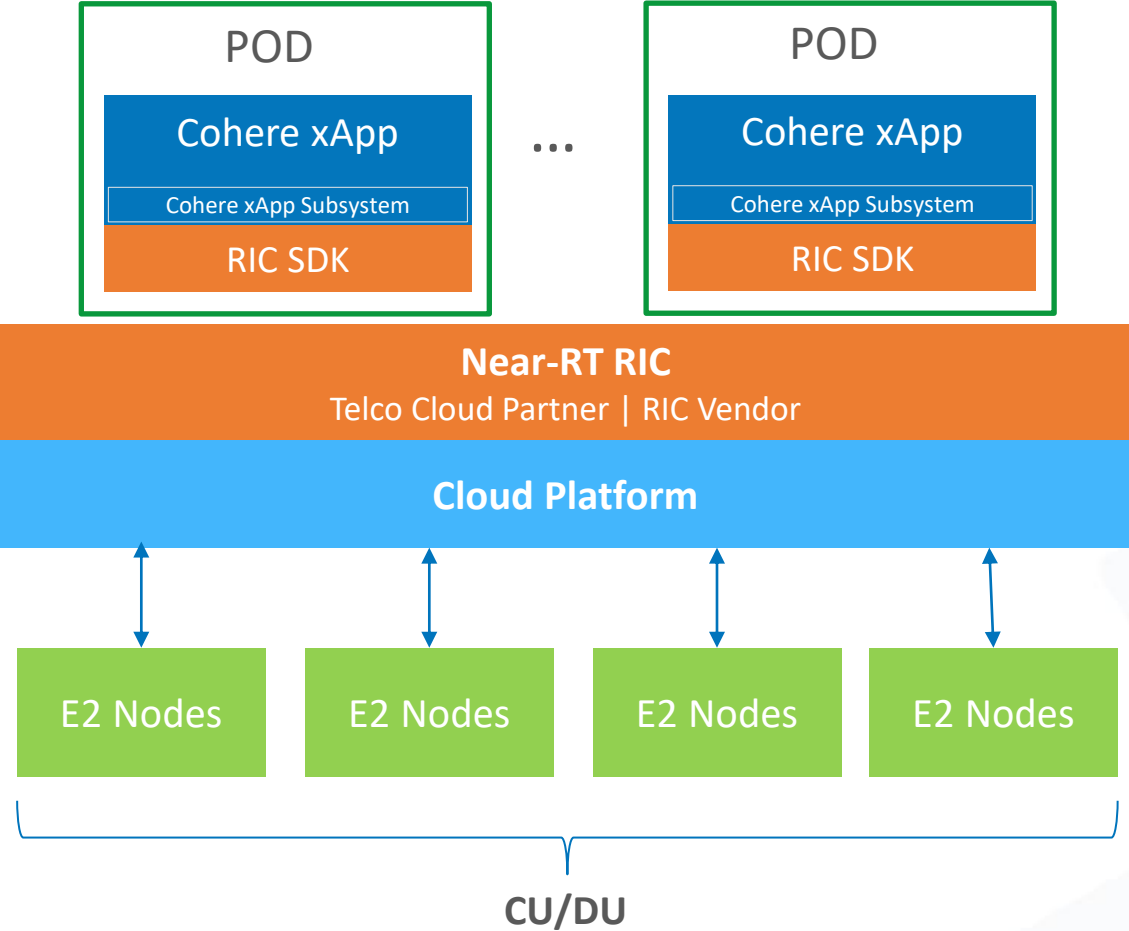 POD
Cohere xApp
Cohere xApp Subsystem
RIC SDK
...
POD
Cohere xApp
Cohere xApp Subsystem
RIC SDK
Near-RT RIC
Telco Cloud Partner | RIC Vendor
Cloud Platform
E2 Nodes
E2 Nodes
E2 Nodes
E2 Nodes
CU/DU